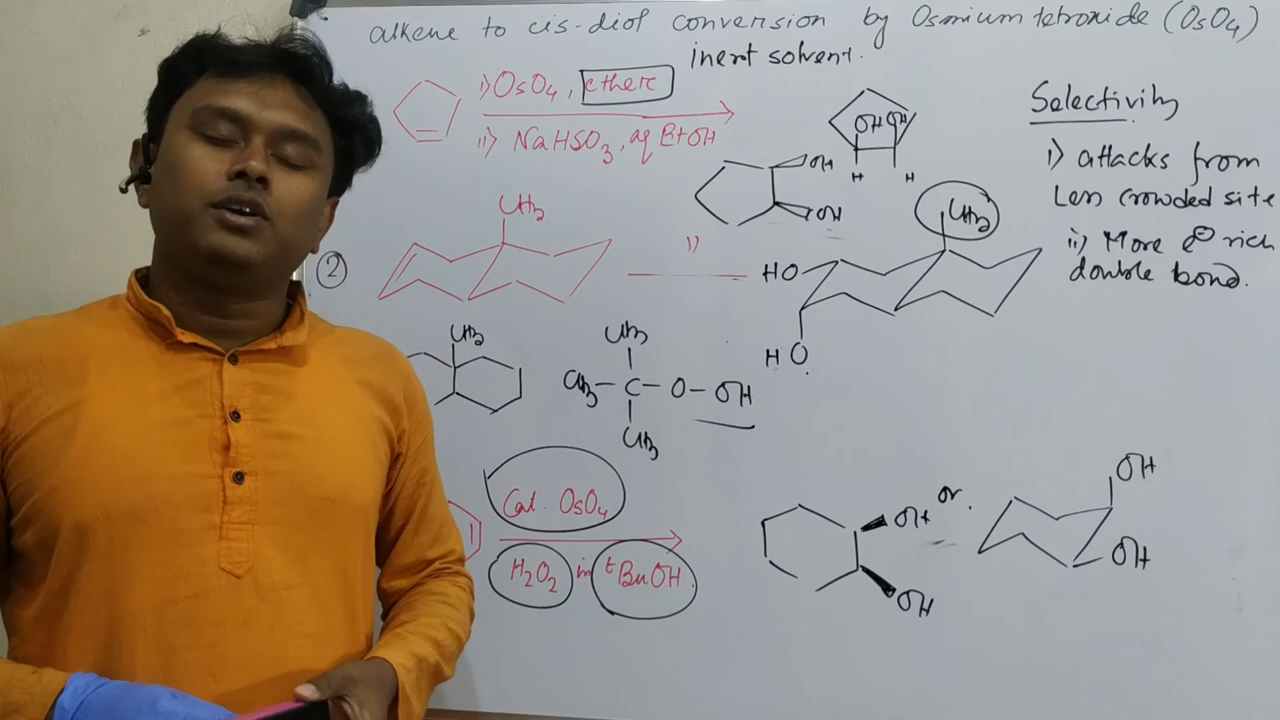 alkene to cis-diol conversion by Osmium tetroxide (OsO4)
inert solvent.
i) OsO4, ether
ii) NaHSO3, aq EtOH
OH OH
H H
OH
OH
Selectivity
i) attacks from
Less crowded site
ii) More e⊖ rich
double bond.
②
CH3
i)
CH3
HO
HO
CH3
CH3
CH3 - C - O - OH
CH3
Cat. OsO4
H2O2 in tBuOH
OH
OH
or.
OH
OH